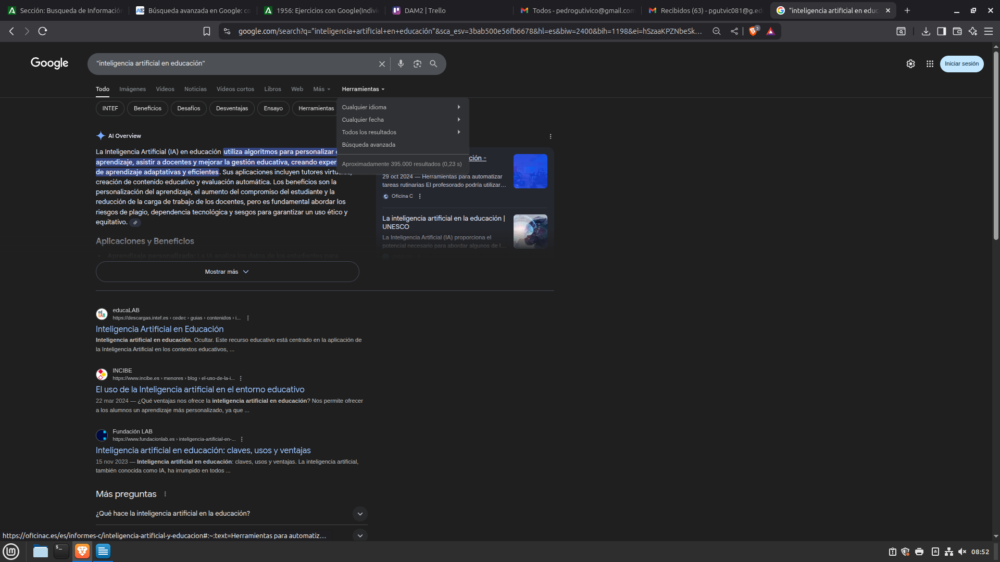 Sección: Busqueda de Información
Búsqueda avanzada en Google: co
1956: Ejercicios con Google(Indivi
DAM2 | Trello
Todos - pedrogutivico@gmail.com
Recibidos (63) - pgutvic081@g.ed
"inteligencia artificial en educ
google.com/search?q="inteligencia+artificial+en+educación"&sca_esv=3bab500e56fb6678&hl=es&biw=2400&bih=1198&ei=hSzaaKPZNbeSk...
5
Google
"inteligencia artificial en educación"
Iniciar sesión
Todo Imágenes Vídeos Noticias Vídeos cortos Libros Web Más Herramientas
INTEF Beneficios Desafíos Desventajas Ensayo Herramientas
Cualquier idioma
Cualquier fecha
Todos los resultados
Búsqueda avanzada
Aproximadamente 395.000 resultados (0,23 s)
AI Overview
La Inteligencia Artificial (IA) en educación utiliza algoritmos para personalizar
aprendizaje, asistir a docentes y mejorar la gestión educativa, creando exper
de aprendizaje adaptativas y eficientes. Sus aplicaciones incluyen tutores virtuales,
creación de contenido educativo y evaluación automática. Los beneficios son la
personalización del aprendizaje, el aumento del compromiso del estudiante y la
reducción de la carga de trabajo de los docentes, pero es fundamental abordar los
riesgos de plagio, dependencia tecnológica y sesgos para garantizar un uso ético y
equitativo.
Aplicaciones y Beneficios
Aprendizaje personalizado: La IA analiza los datos de los estudiantes para
Mostrar más
ción -
29 oct 2024 — Herramientas para automatizar
tareas rutinarias El profesorado podría utilizar...
Oficina C
La inteligencia artificial en la educación |
UNESCO
La Inteligencia Artificial (IA) proporciona el
potencial necesario para abordar algunos de l...
educaLAB
https://descargas.intef.es › cedec › guias › contenidos › i...
Inteligencia Artificial en Educación
Inteligencia artificial en educación. Ocultar. Este recurso educativo está centrado en la aplicación de
la Inteligencia Artificial en los contextos educativos, ...
INCIBE
https://www.incibe.es › menores › blog › el-uso-de-la-i...
El uso de la Inteligencia artificial en el entorno educativo
22 mar 2024 — ¿Qué ventajas nos ofrece la inteligencia artificial en educación? Nos permite ofrecer
a los alumnos un aprendizaje más personalizado, ya que ...
Fundación LAB
https://www.fundacionlab.es › inteligencia-artificial-en-...
Inteligencia artificial en educación: claves, usos y ventajas
15 nov 2023 — Inteligencia artificial en educación: claves, usos y ventajas. La inteligencia artificial,
también conocida como IA, ha irrumpido en todos ...
Más preguntas
¿Qué hace la inteligencia artificial en la educación?
https://oficinac.es/es/informes-c/inteligencia-artificial-y-educacion#:~:text=Herramientas para automatiz...
08:52